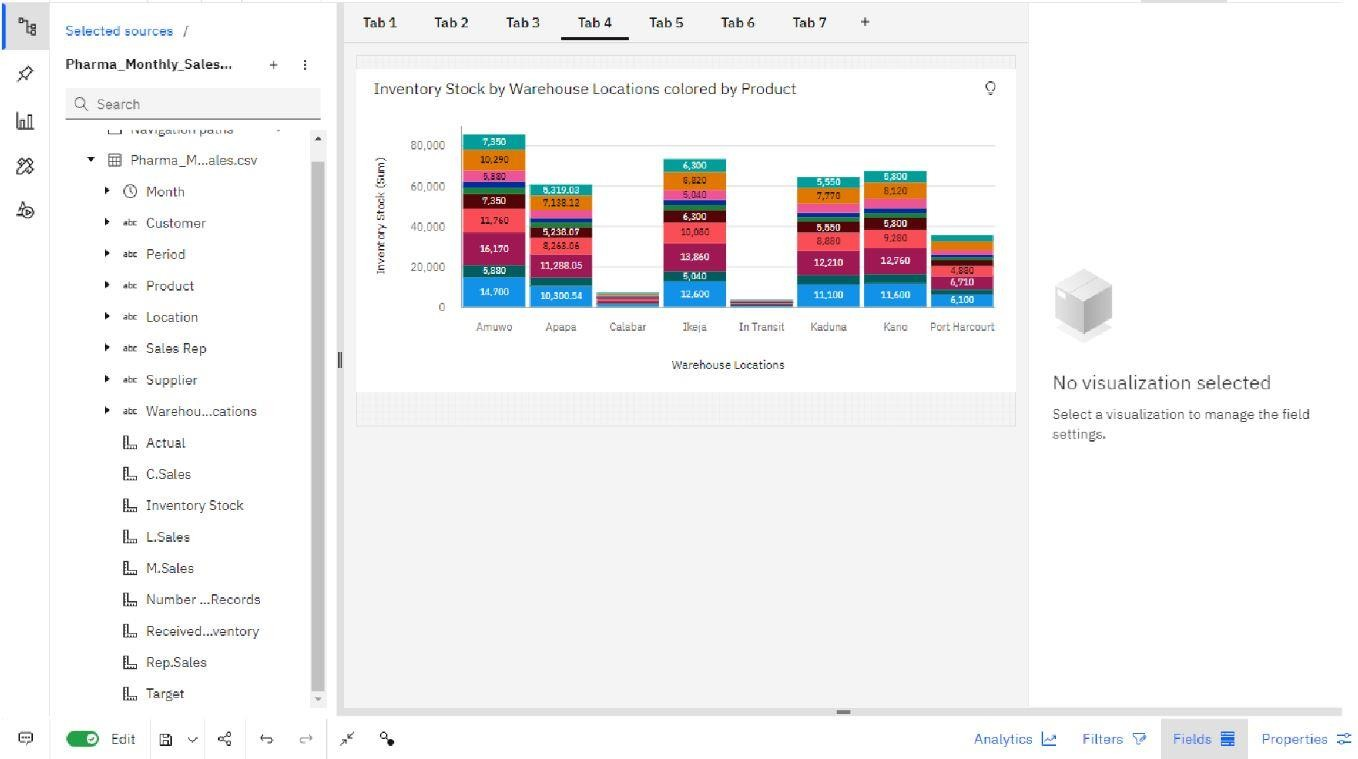 Selected sources /
Pharma_Monthly_Sales...
Search
Navigation paths
Pharma_M...ales.csv
Month
abc Customer
abc Period
abc Product
abc Location
abc Sales Rep
abc Supplier
abc Warehou...cations
Actual
C.Sales
Inventory Stock
L.Sales
M.Sales
Number ...Records
Received...ventory
Rep.Sales
Target
Edit
Tab 1 Tab 2 Tab 3 Tab 4 Tab 5 Tab 6 Tab 7 +
Inventory Stock by Warehouse Locations colored by Product
Inventory Stock (Sum)
80,000
60,000
40,000
20,000
0
7,350
10,290
5,880
7,350
11,760
16,170
5,880
14,700
5,319.03
7,138.12
5,238.07
8,268.06
11,288.05
10,300.54
6,300
8,820
5,040
6,300
10,080
13,860
5,040
12,600
5,550
7,770
5,550
8,880
12,210
11,100
5,800
8,120
5,800
9,280
12,760
11,600
4,880
6,710
6,100
Amuwo Apapa Calabar Ikeja In Transit Kaduna Kano Port Harcourt
Warehouse Locations
No visualization selected
Select a visualization to manage the field
settings.
Analytics Filters Fields Properties